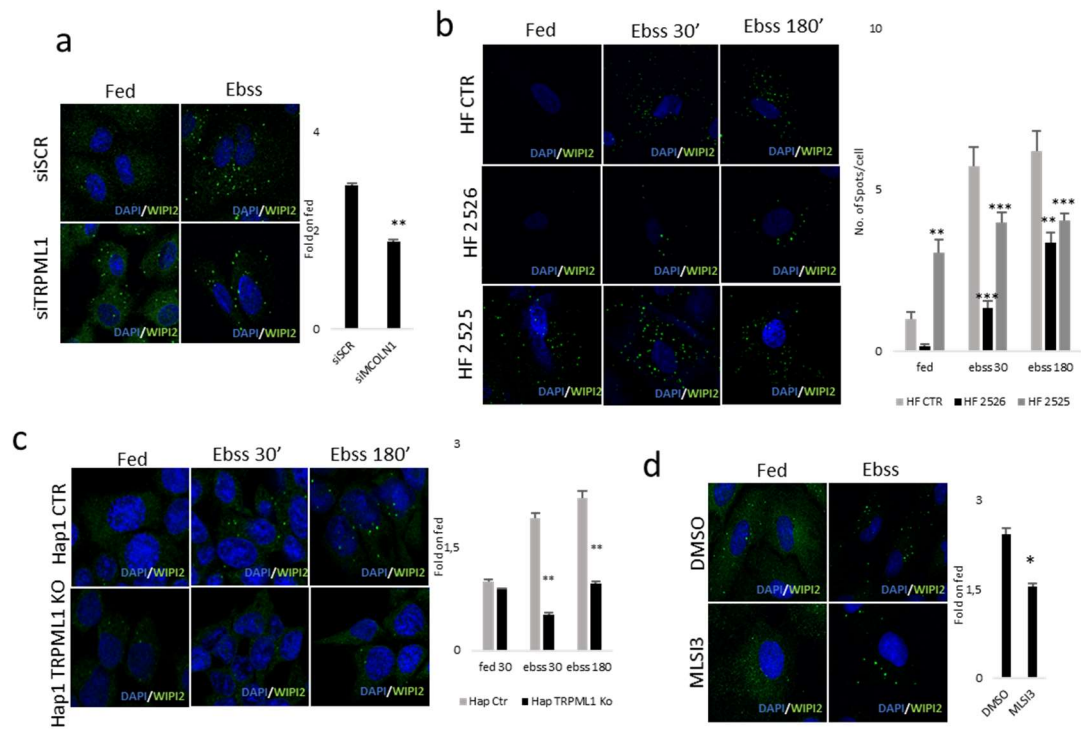 a
Fed Ebss
siSCR
DAPI/WIPI2 DAPI/WIPI2
siTRPML1
DAPI/WIPI2 DAPI/WIPI2
4
2
0
Fold on fed
**
siSCR
siMCOLN1
b
Fed Ebss 30’ Ebss 180’
HF CTR
DAPI/WIPI2 DAPI/WIPI2 DAPI/WIPI2
HF 2526
DAPI/WIPI2 DAPI/WIPI2 DAPI/WIPI2
HF 2525
DAPI/WIPI2 DAPI/WIPI2 DAPI/WIPI2
10
5
0
No. of Spots/cell
** *** *** ** ***
fed ebss 30 ebss 180
HF CTR HF 2526 HF 2525
c
Fed Ebss 30’ Ebss 180’
Hap1 CTR
DAPI/WIPI2 DAPI/WIPI2 DAPI/WIPI2
Hap1 TRPML1 KO
DAPI/WIPI2 DAPI/WIPI2 DAPI/WIPI2
3
1,5
0
Fold on fed
** **
fed 30 ebss 30 ebss 180
Hap Ctr Hap TRPML1 Ko
d
Fed Ebss
DMSO
DAPI/WIPI2 DAPI/WIPI2
MLSI3
DAPI/WIPI2 DAPI/WIPI2
3
1,5
0
Fold on fed
*
DMSO
MLSI3